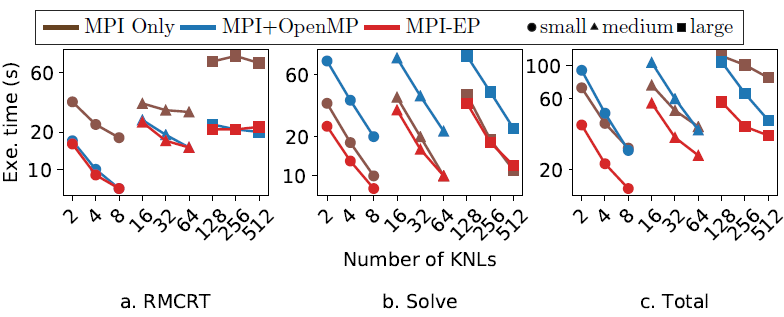 MPI Only MPI+OpenMP MPI-EP small medium large
Exe. time (s)
60
20
10
2 4 8 16 32 64 128 256 512
60
20
10
2 4 8 16 32 64 128 256 512
100
60
20
2 4 8 16 32 64 128 256 512
Number of KNLs
a. RMCRT b. Solve c. Total